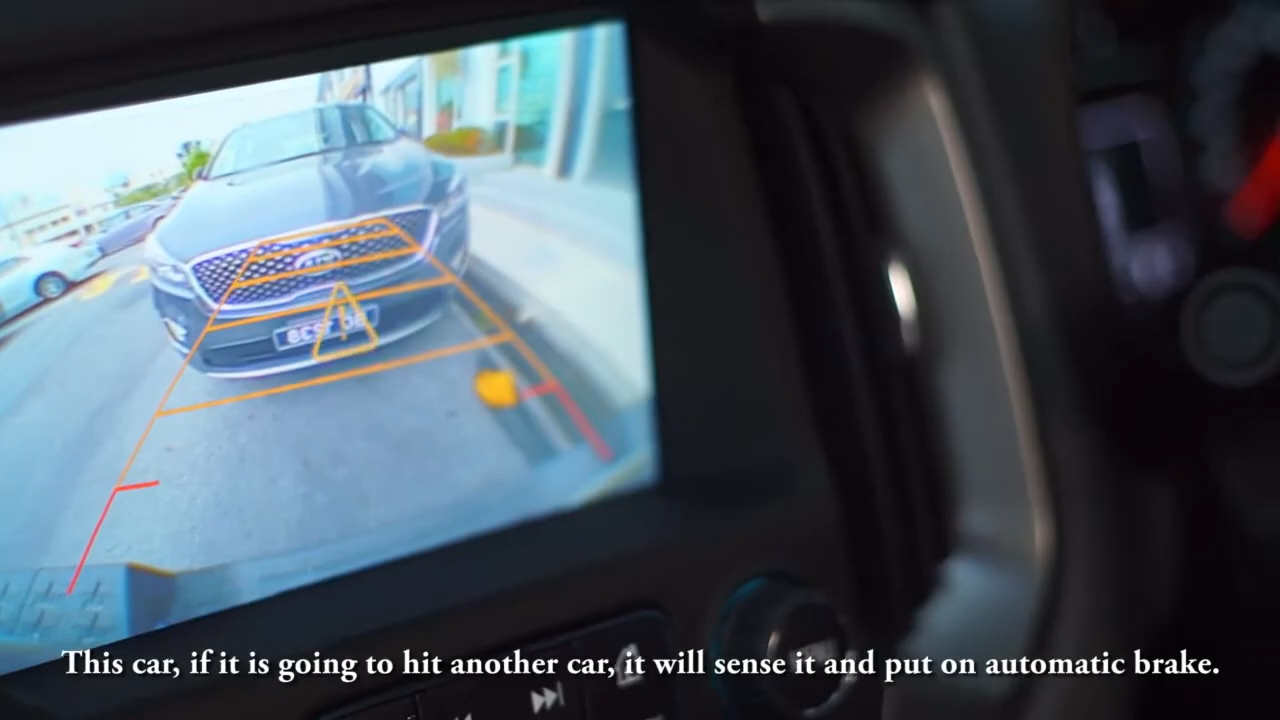 This car, if it is going to hit another car, it will sense it and put on automatic brake.